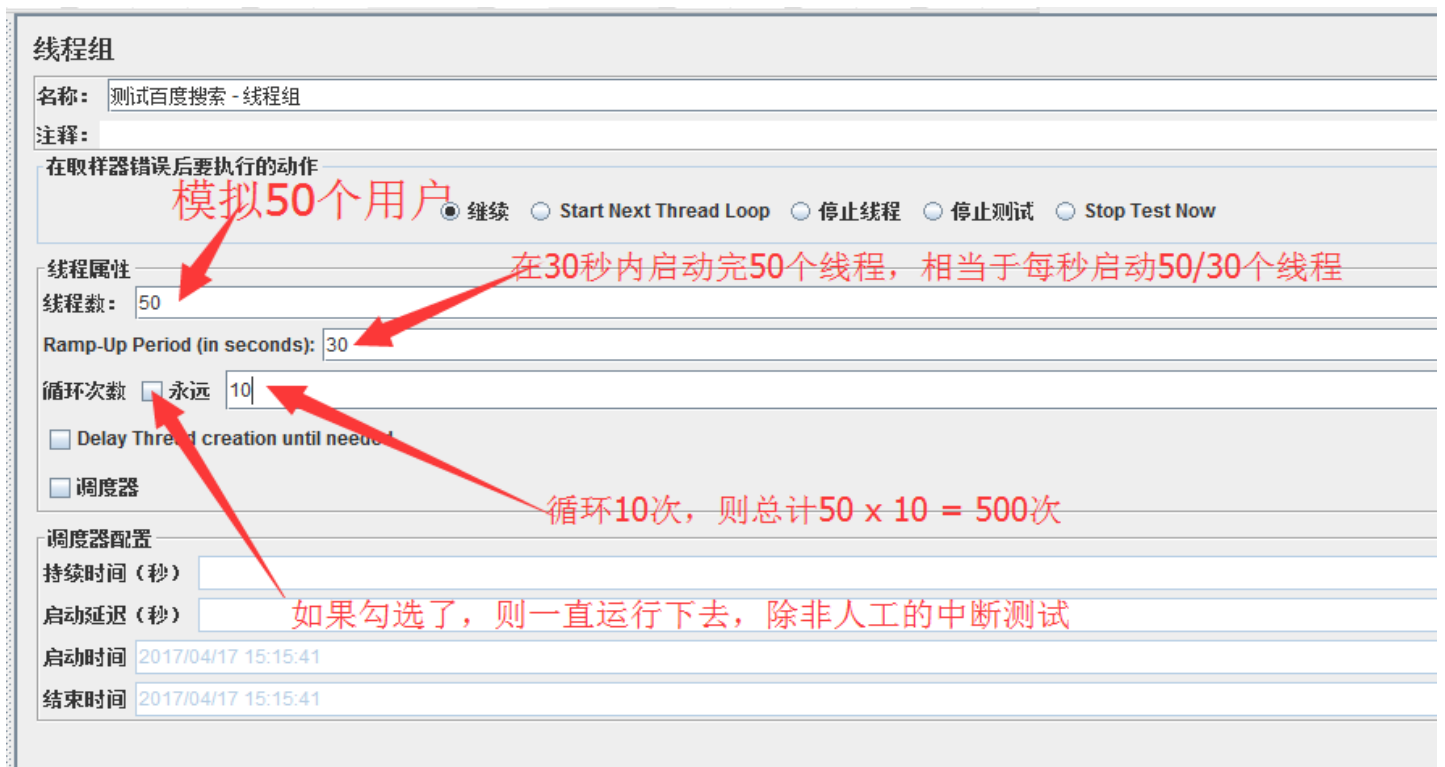 线程组
名称： 测试百度搜索 - 线程组
注释：
在取样器错误后要执行的动作
模拟50个用户
继续 Start Next Thread Loop 停止线程 停止测试 Stop Test Now
线程属性
在30秒内启动完50个线程，相当于每秒启动50/30个线程
线程数： 50
Ramp-Up Period (in seconds): 30
循环次数 永远 10
Delay Thread creation until needed
调度器
循环10次，则总计50 x 10 = 500次
调度器配置
持续时间（秒）
启动延迟（秒）
如果勾选了，则一直运行下去，除非人工的中断测试
启动时间 2017/04/17 15:15:41
结束时间 2017/04/17 15:15:41